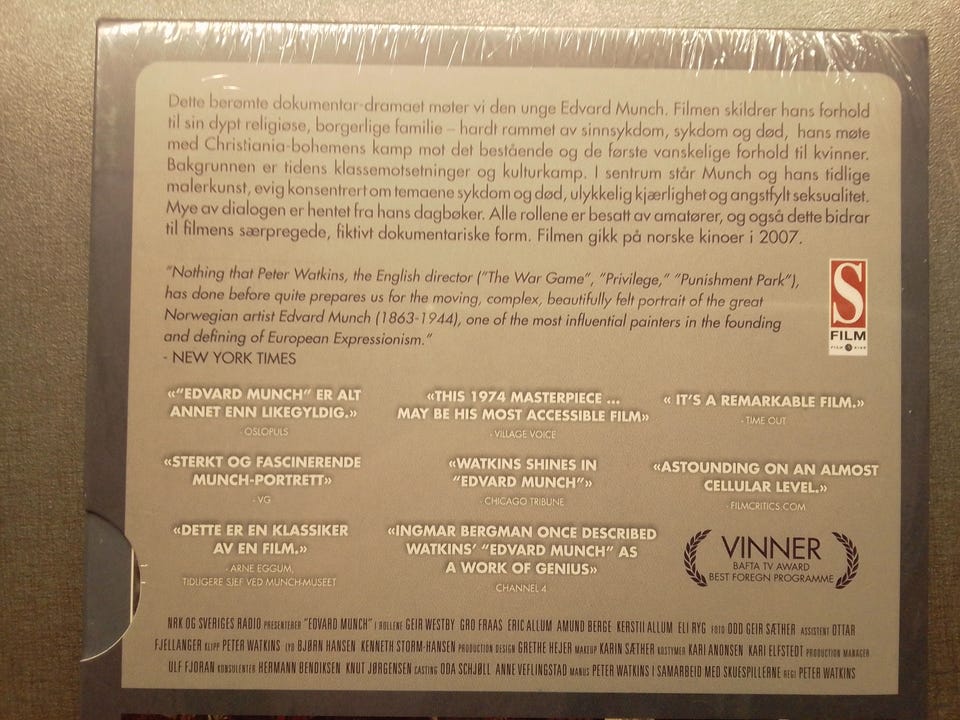 Dette berømte dokumentar-dramaet møter vi den unge Edvard Munch. Filmen skildrer hans forhold
til sin dypt religiøse, borgerlige familie – hardt rammet av sinnsykdom, sykdom og død, hans møte
med Christiania-bohemens kamp mot det bestående og de første vanskelige forhold til kvinner.
Bakgrunnen er tidens klassemotsetninger og kulturkamp. I sentrum står Munch og hans tidlige
malerkunst, evig konsentrert om temaene sykdom og død, ulykkelig kjærlighet og angstfylt seksualitet.
Mye av dialogen er hentet fra hans dagbøker. Alle rollene er besatt av amatører, og også dette bidrar
til filmens særpregede, fiktivt dokumentariske form. Filmen gikk på norske kinoer i 2007.
"Nothing that Peter Watkins, the English director ("The War Game", "Privilege," "Punishment Park"),
has done before quite prepares us for the moving, complex, beautifully felt portrait of the great
Norwegian artist Edvard Munch (1863-1944), one of the most influential painters in the founding
and defining of European Expressionism."
- NEW YORK TIMES
S
FILM
«"EDVARD MUNCH" ER ALT
ANNET ENN LIKEGYLDIG.»
- OSLOPULS
«THIS 1974 MASTERPIECE ...
MAY BE HIS MOST ACCESSIBLE FILM»
- VILLAGE VOICE
« IT'S A REMARKABLE FILM.»
- TIME OUT
«STERKT OG FASCINERENDE
MUNCH-PORTRETT»
- VG
«WATKINS SHINES IN
"EDVARD MUNCH"»
- CHICAGO TRIBUNE
«ASTOUNDING ON AN ALMOST
CELLULAR LEVEL.»
- FILMCRITICS.COM
«DETTE ER EN KLASSIKER
AV EN FILM.»
- ARNE EGGUM,
TIDLIGERE SJEF VED MUNCH-MUSEET
«INGMAR BERGMAN ONCE DESCRIBED
WATKINS' "EDVARD MUNCH" AS
A WORK OF GENIUS»
CHANNEL 4
VINNER
BAFTA TV AWARD
BEST FOREGN PROGRAMME
NRK OG SVERIGES RADIO PRESENTERER "EDVARD MUNCH" I ROLLENE GEIR WESTBY GRO FRAAS ERIC ALLUM AMUND BERGE KERSTII ALLUM ELI RYG FOTO ODD GEIR SÆTHER ASSISTENT OTTAR
FJELLANGER KLIPP PETER WATKINS LYD BJØRN HANSEN KENNETH STORM-HANSEN PRODUCTION DESIGN GRETHE HEJER MAKEUP KARIN SÆTHER KOSTYMER KARI ANONSEN KARI ELFSTEDT PRODUCTION MANAGER
ULF FJORAN KONSULENTER HERMANN BENDIKSEN KNUT JØRGENSEN CASTING ODA SCHJØLL ANNE VEFLINGSTAD MANUS PETER WATKINS I SAMARBEID MED SKUESPILLERNE REGI PETER WATKINS